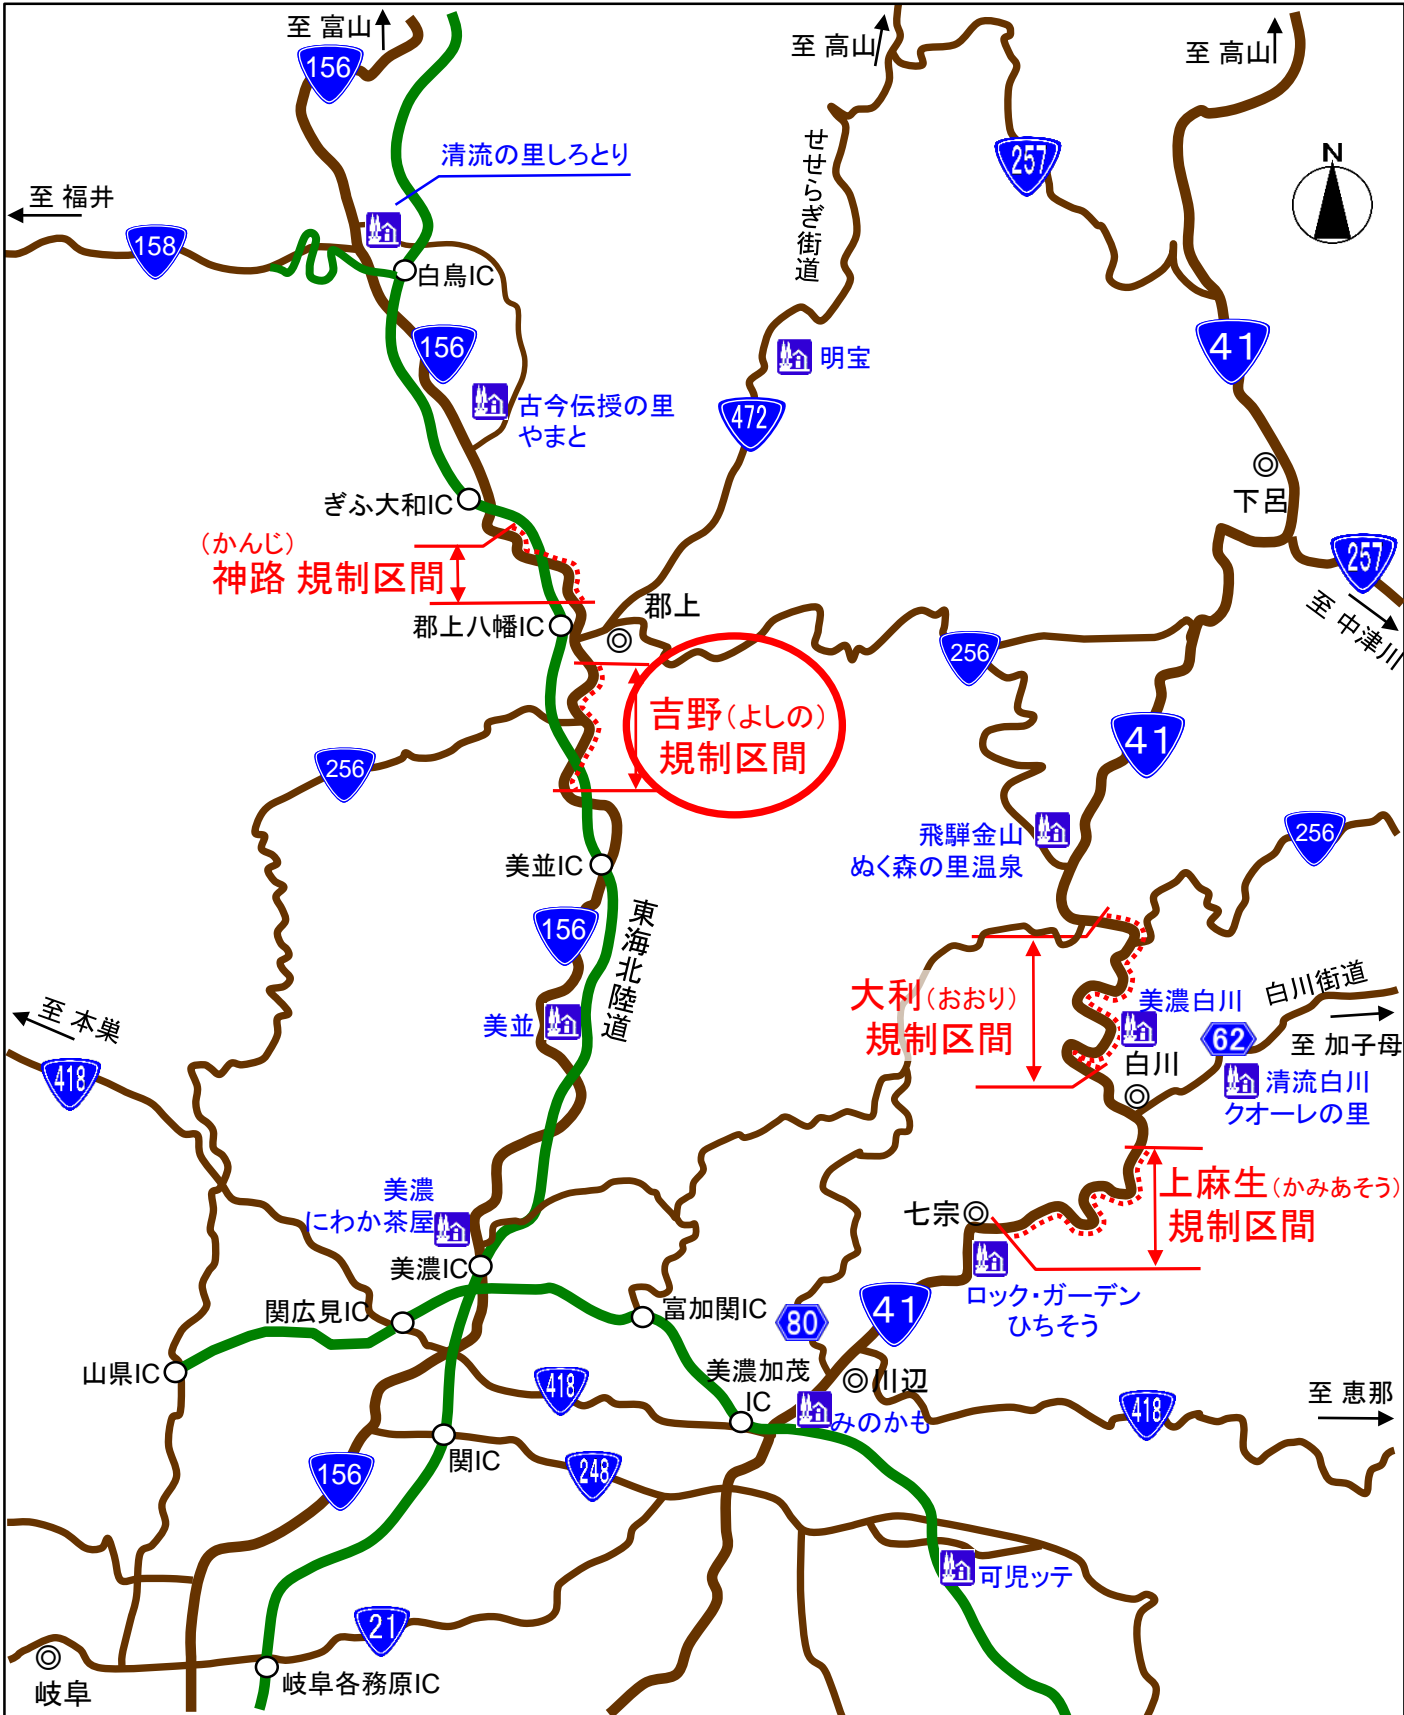 至 富山
156
至 高山
至 高山
257
せせらぎ街道
清流の里しろとり
N
至 福井
158
白鳥IC
156
41
明宝
472
古今伝授の里
やまと
下呂
ぎふ大和IC
(かんじ)
神路 規制区間
257
至 中津川
郡上
郡上八幡IC
256
吉野(よしの)
規制区間
41
256
飛騨金山
ぬく森の里温泉
256
美並IC
156
東海北陸道
大利(おおり)
規制区間
美濃白川
白川街道
至 本巣
美並
62
至 加子母
418
白川
清流白川
クオーレの里
美濃
にわか茶屋
七宗
上麻生(かみあそう)
規制区間
美濃IC
ロック・ガーデン
ひちそう
関広見IC
富加関IC
80
41
山県IC
美濃加茂
IC
川辺
418
みのかも
418
至 恵那
関IC
156
248
可児ッテ
21
岐阜
岐阜各務原IC